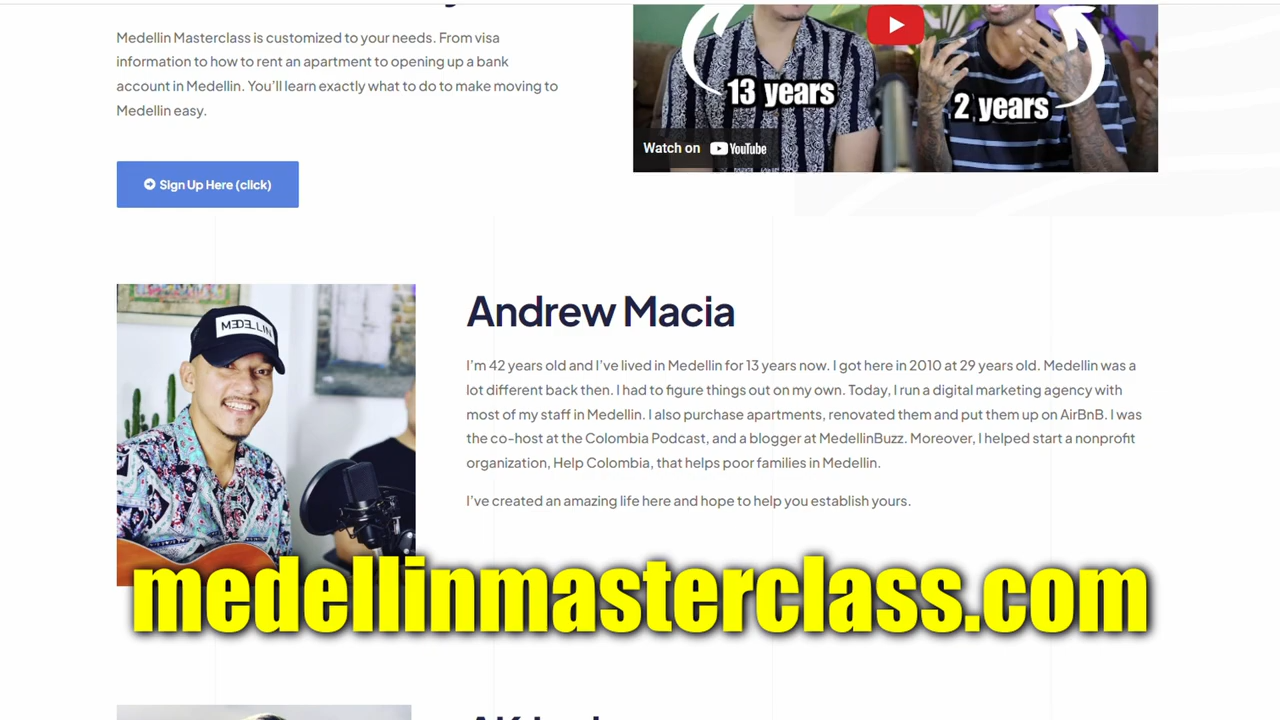 Medellin Masterclass is customized to your needs. From visa
information to how to rent an apartment to opening up a bank
account in Medellin. You'll learn exactly what to do to make moving to
Medellin easy.
Sign Up Here (click)
13 years
2 years
Watch on YouTube
MEDELLIN
Andrew Macia
I'm 42 years old and I've lived in Medellin for 13 years now. I got here in 2010 at 29 years old. Medellin was a
lot different back then. I had to figure things out on my own. Today, I run a digital marketing agency with
most of my staff in Medellin. I also purchase apartments, renovated them and put them up on AirBnB. I was
the co-host at the Colombia Podcast, and a blogger at MedellinBuzz. Moreover, I helped start a nonprofit
organization, Help Colombia, that helps poor families in Medellin.
I've created an amazing life here and hope to help you establish yours.
medellinmasterclass.com